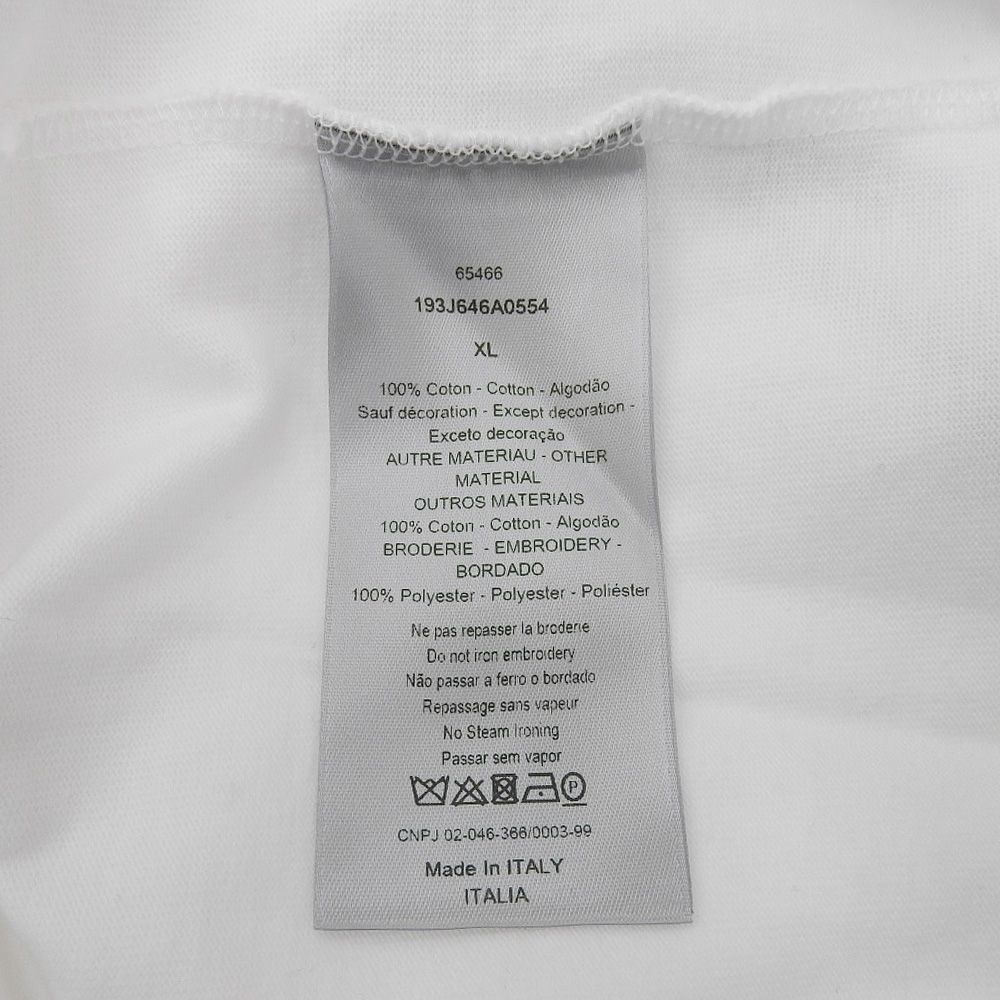 65466
193J646A0554
XL
100% Coton - Cotton - Algodão
Sauf décoration - Except decoration -
Exceto decoração
AUTRE MATERIAU - OTHER
MATERIAL
OUTROS MATERIAIS
100% Coton - Cotton - Algodão
BRODERIE - EMBROIDERY -
BORDADO
100% Polyester - Polyester - Poliéster
Ne pas repasser la broderie
Do not iron embroidery
Não passar a ferro o bordado
Repassage sans vapeur
No Steam Ironing
Passar sem vapor
P
CNPJ 02-046-366/0003-99
Made In ITALY
ITALIA